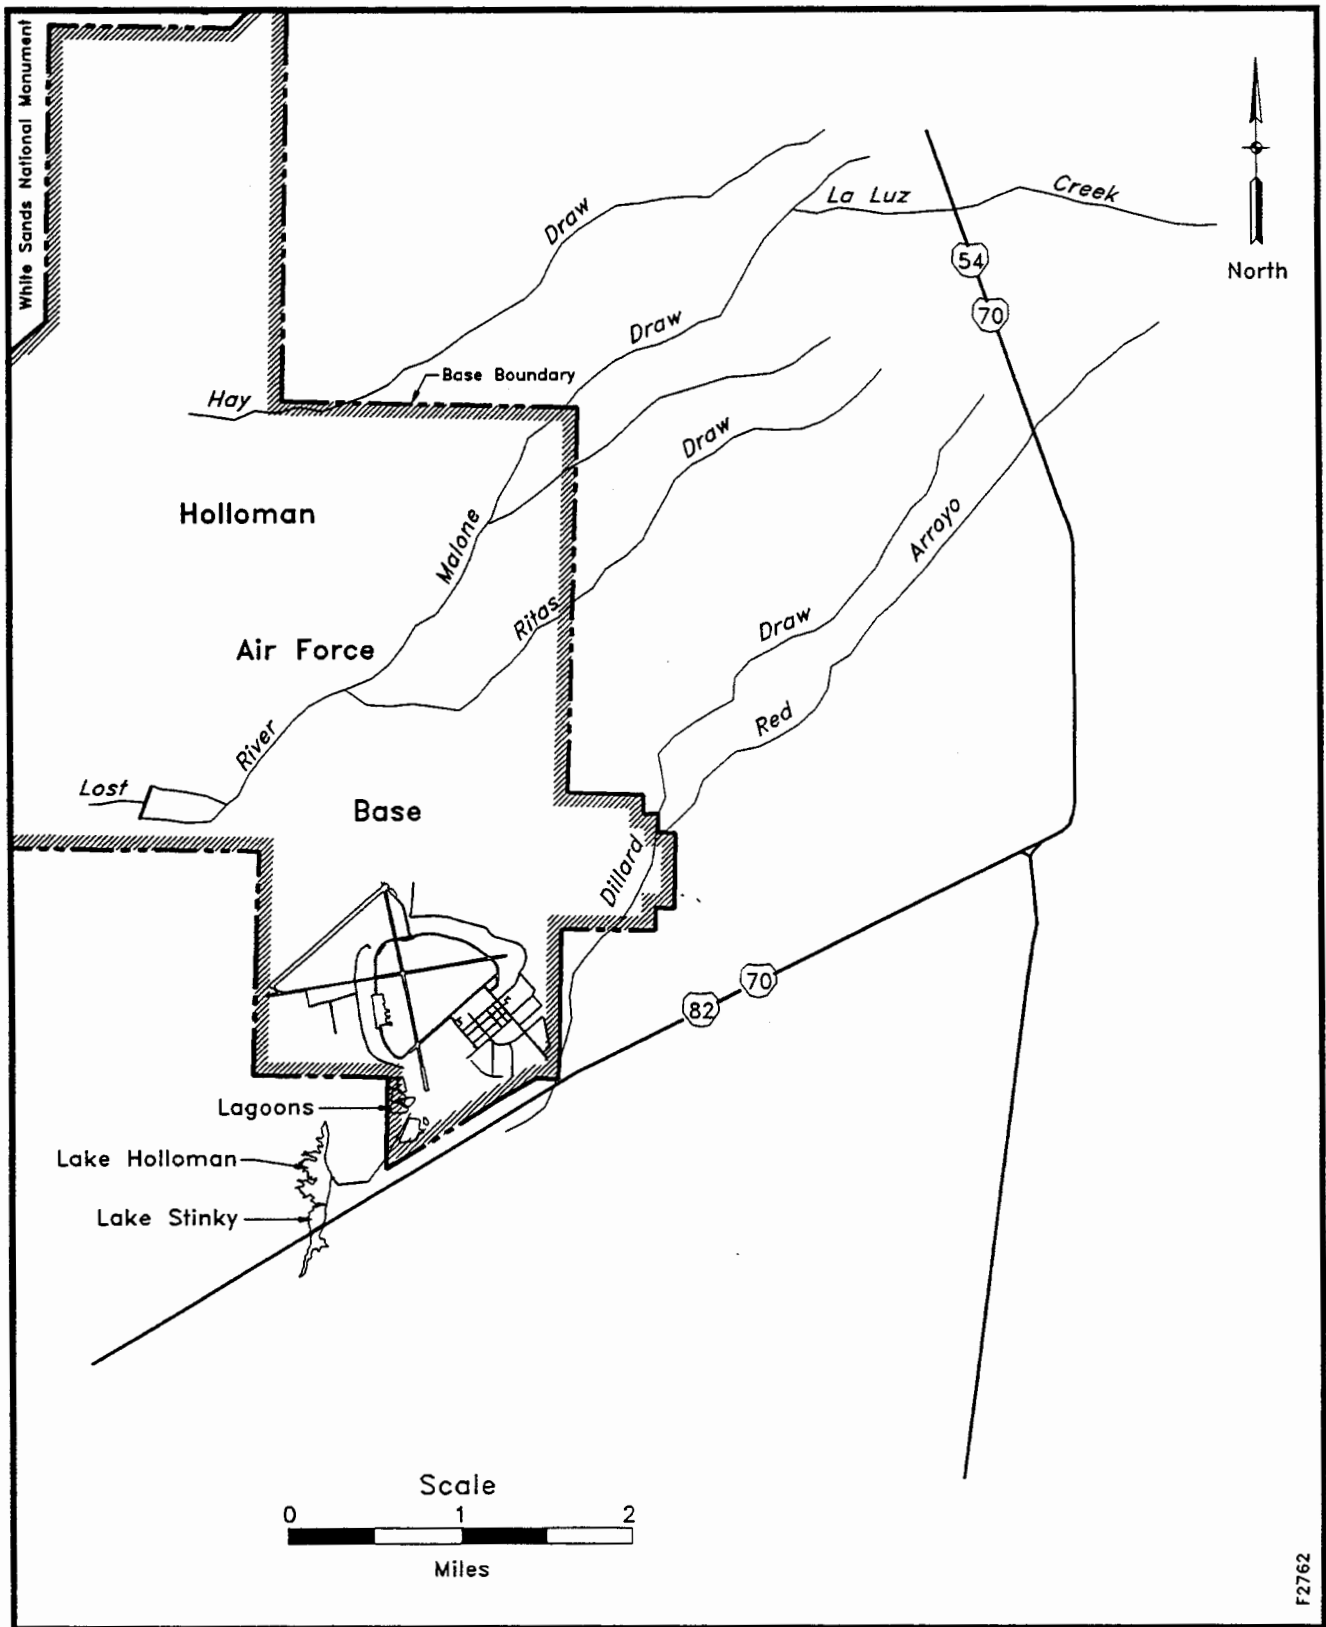 White Sands National Monument
Draw
La Luz
Creek
54
North
70
Draw
Base Boundary
Hay
Draw
Holloman
Malone
Arroyo
Ritas
Draw
Air Force
Red
River
Lost
Base
Dillard
70
82
Lagoons
Lake Holloman
Lake Stinky
Scale
0 1 2
Miles
F2762